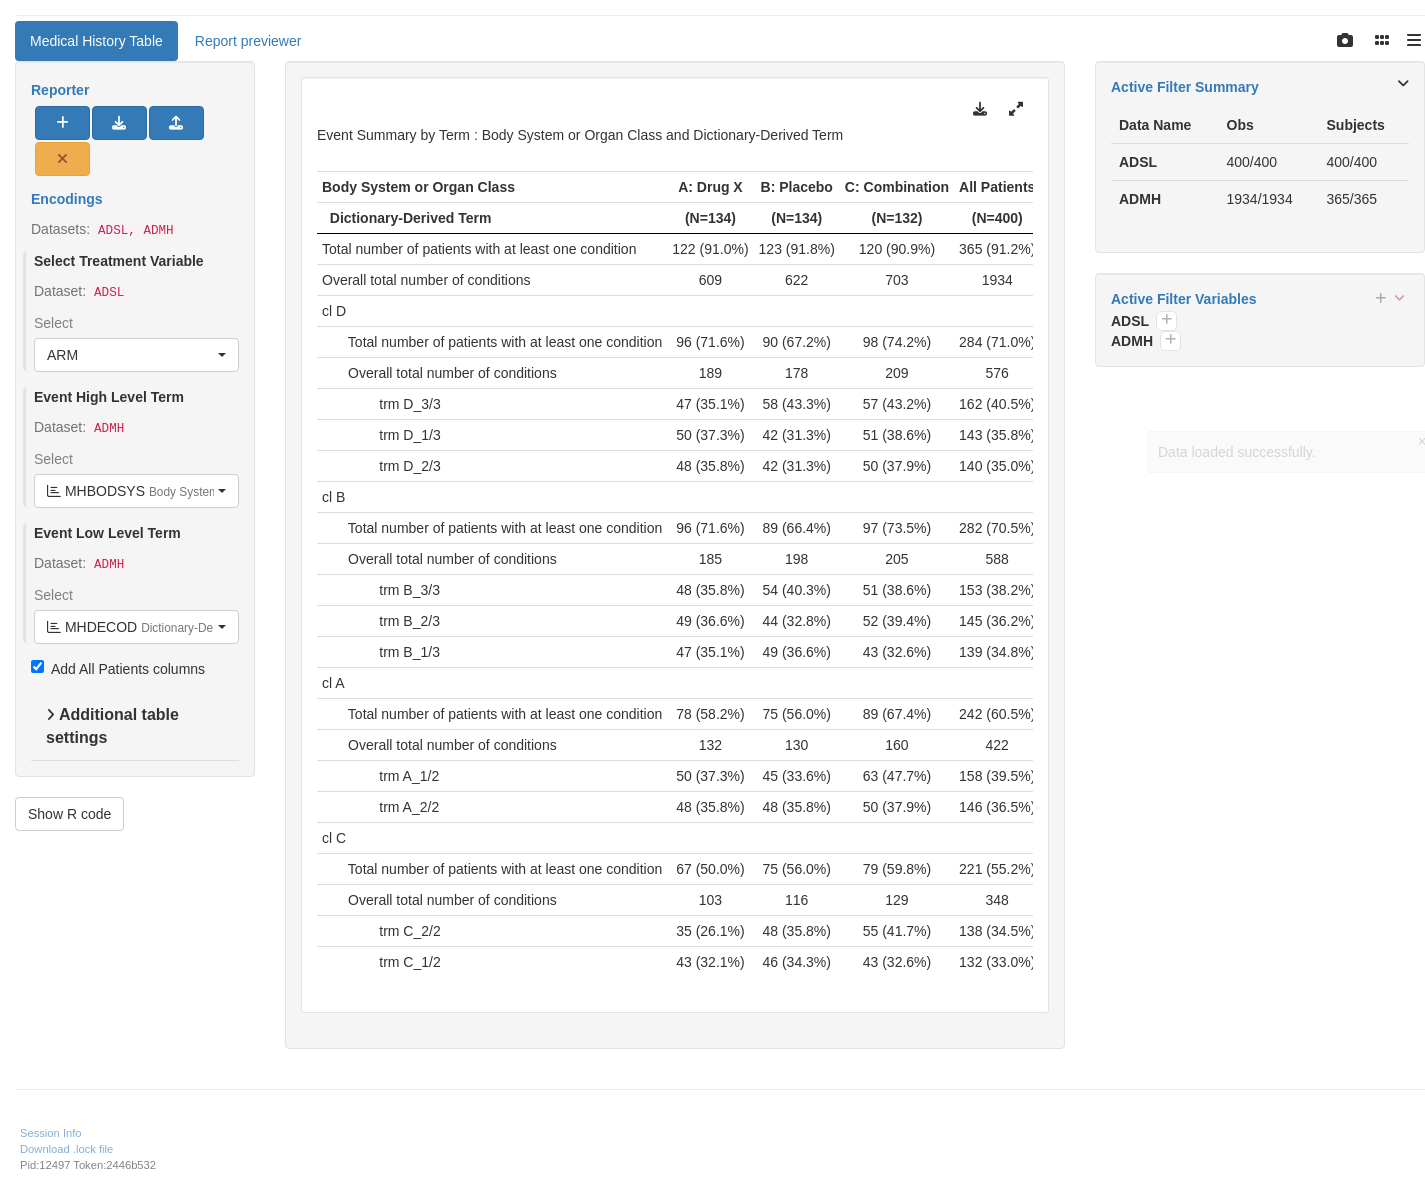 Medical History Table
Report previewer
Reporter
Encodings
Datasets: ADSL, ADMH
Select Treatment Variable
Dataset: ADSL
Select
ARM
Event High Level Term
Dataset: ADMH
Select
MHBODSYS Body System
Event Low Level Term
Dataset: ADMH
Select
MHDECOD Dictionary-De
Add All Patients columns
Additional table
settings
Show R code
Event Summary by Term : Body System or Organ Class and Dictionary-Derived Term
Body System or Organ Class A: Drug X B: Placebo C: Combination All Patients
Dictionary-Derived Term (N=134) (N=134) (N=132) (N=400)
Total number of patients with at least one condition 122 (91.0%) 123 (91.8%) 120 (90.9%) 365 (91.2%)
Overall total number of conditions 609 622 703 1934
cl D
Total number of patients with at least one condition 96 (71.6%) 90 (67.2%) 98 (74.2%) 284 (71.0%)
Overall total number of conditions 189 178 209 576
trm D_3/3 47 (35.1%) 58 (43.3%) 57 (43.2%) 162 (40.5%)
trm D_1/3 50 (37.3%) 42 (31.3%) 51 (38.6%) 143 (35.8%)
trm D_2/3 48 (35.8%) 42 (31.3%) 50 (37.9%) 140 (35.0%)
cl B
Total number of patients with at least one condition 96 (71.6%) 89 (66.4%) 97 (73.5%) 282 (70.5%)
Overall total number of conditions 185 198 205 588
trm B_3/3 48 (35.8%) 54 (40.3%) 51 (38.6%) 153 (38.2%)
trm B_2/3 49 (36.6%) 44 (32.8%) 52 (39.4%) 145 (36.2%)
trm B_1/3 47 (35.1%) 49 (36.6%) 43 (32.6%) 139 (34.8%)
cl A
Total number of patients with at least one condition 78 (58.2%) 75 (56.0%) 89 (67.4%) 242 (60.5%)
Overall total number of conditions 132 130 160 422
trm A_1/2 50 (37.3%) 45 (33.6%) 63 (47.7%) 158 (39.5%)
trm A_2/2 48 (35.8%) 48 (35.8%) 50 (37.9%) 146 (36.5%)
cl C
Total number of patients with at least one condition 67 (50.0%) 75 (56.0%) 79 (59.8%) 221 (55.2%)
Overall total number of conditions 103 116 129 348
trm C_2/2 35 (26.1%) 48 (35.8%) 55 (41.7%) 138 (34.5%)
trm C_1/2 43 (32.1%) 46 (34.3%) 43 (32.6%) 132 (33.0%)
Active Filter Summary
Data Name Obs Subjects
ADSL 400/400 400/400
ADMH 1934/1934 365/365
Active Filter Variables
ADSL
ADMH
Data loaded successfully.
Session Info
Download .lock file
Pid:12497 Token:2446b532